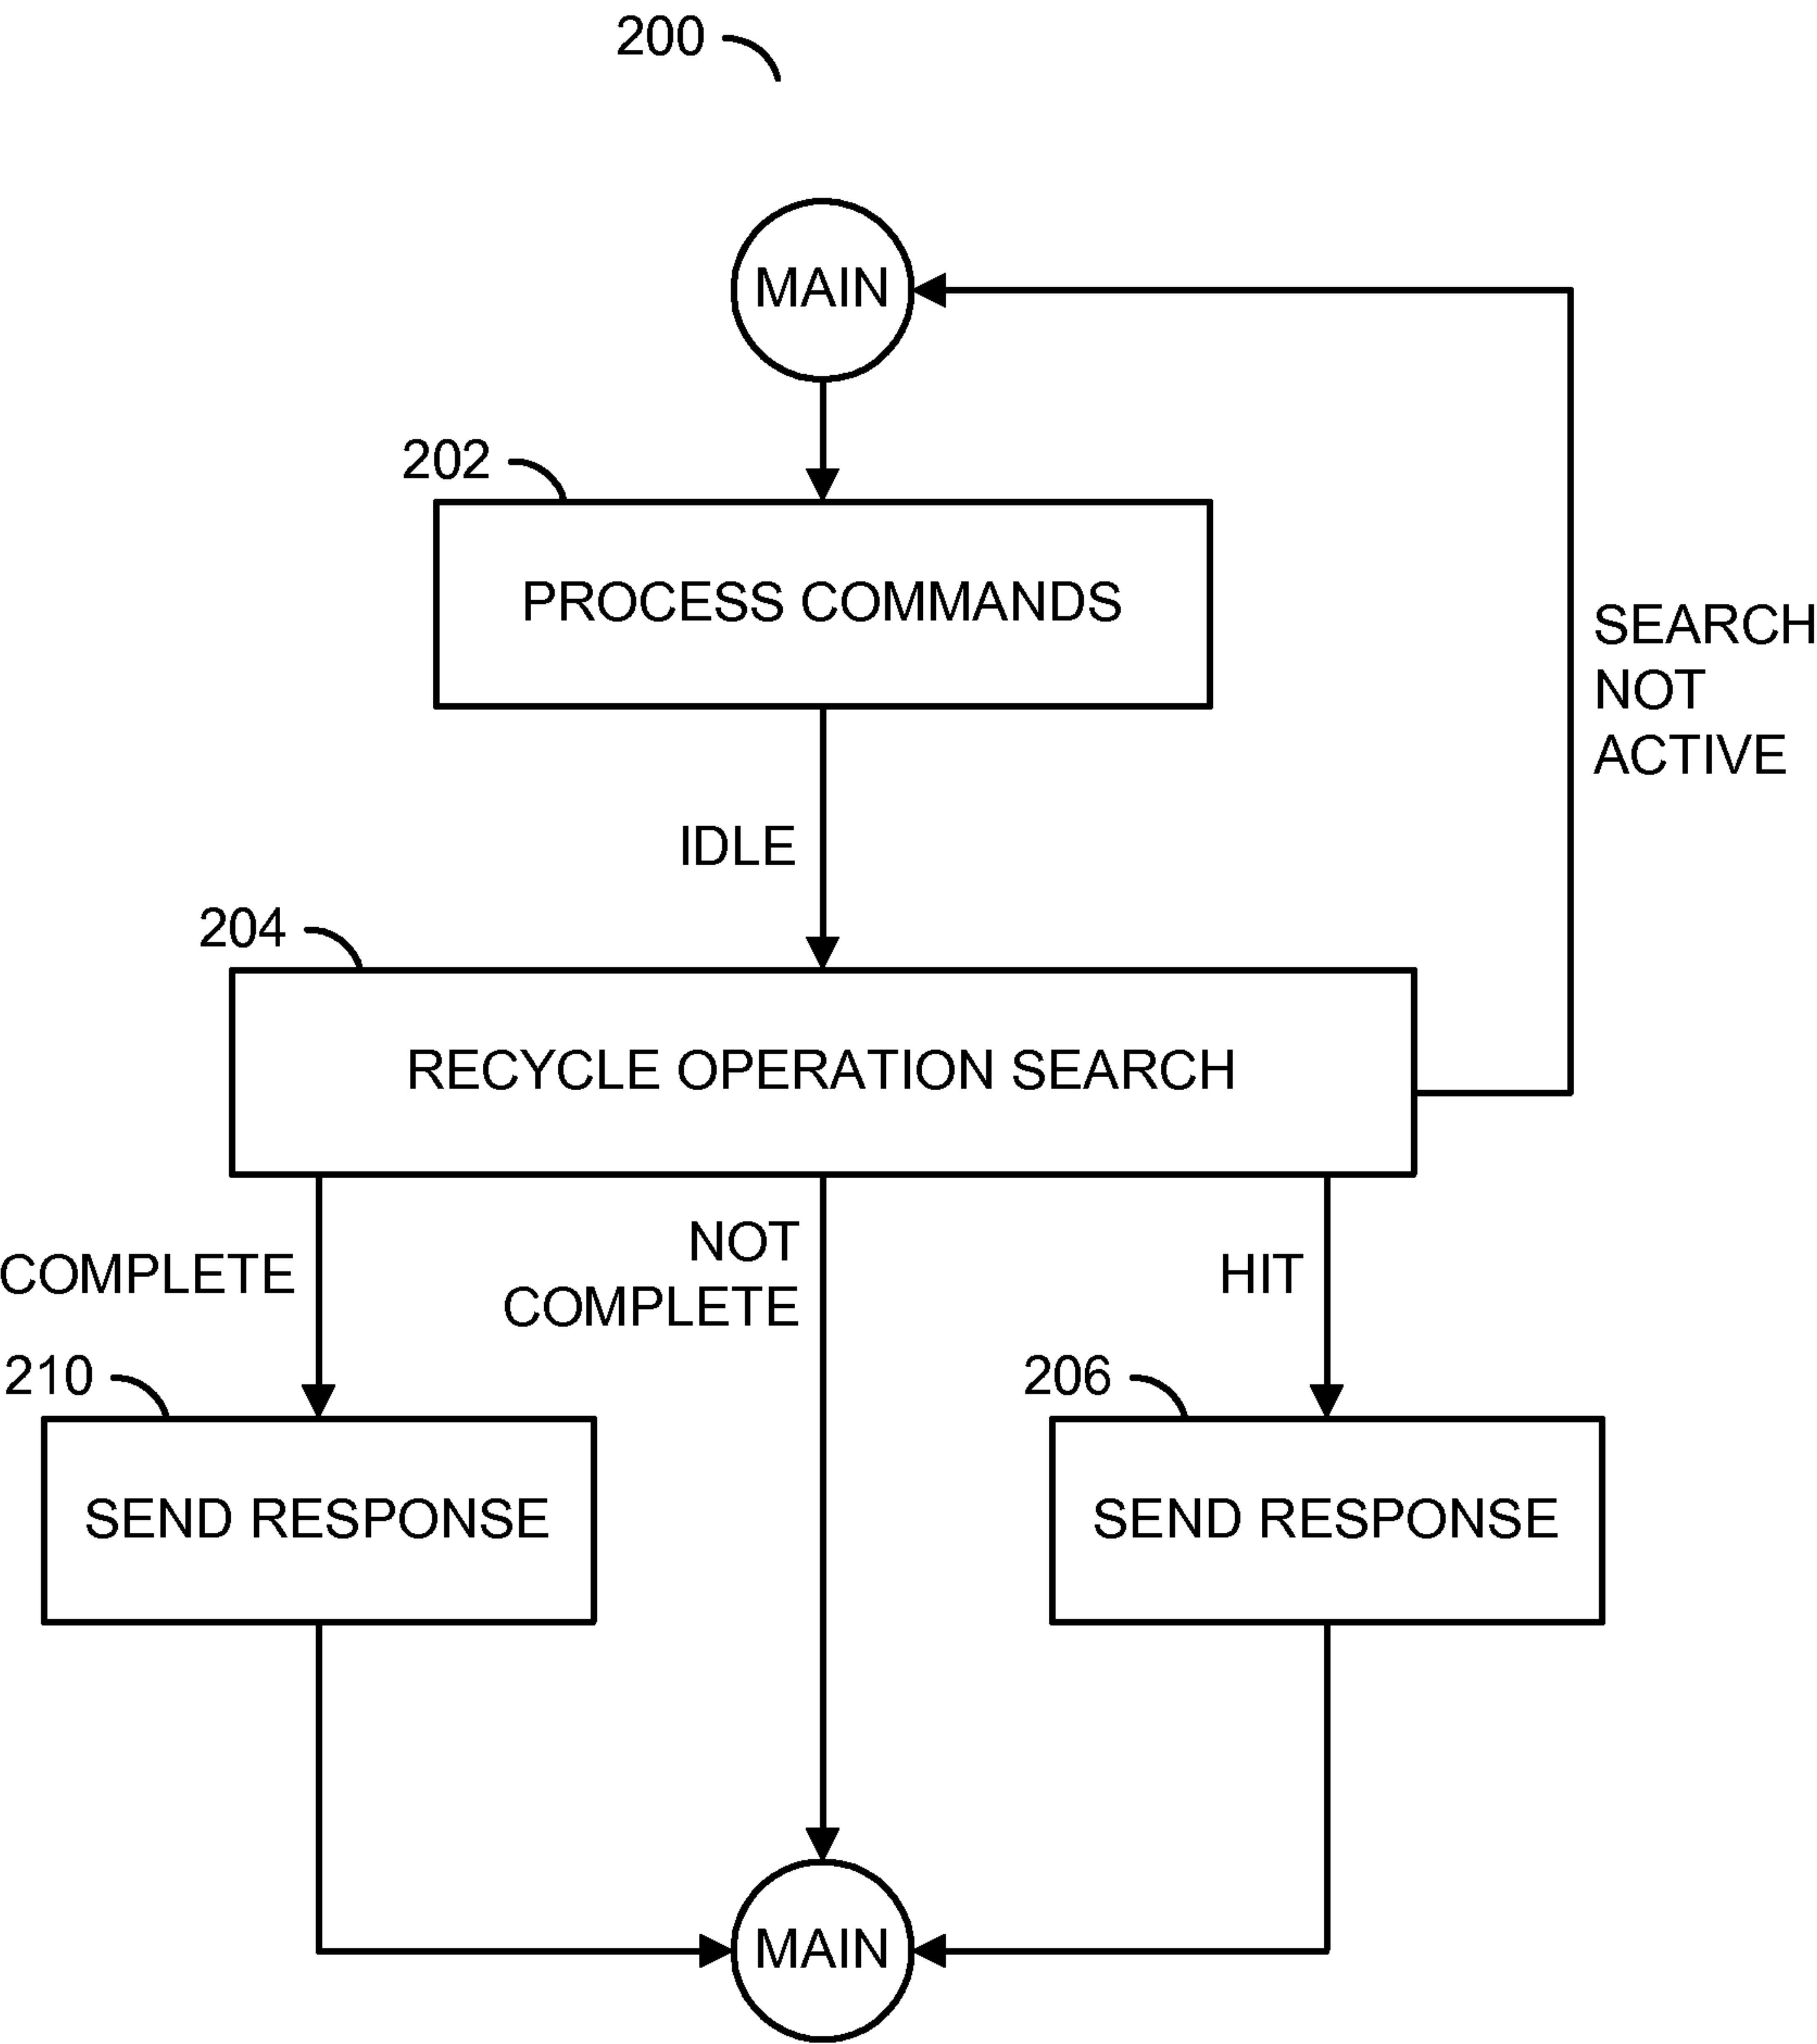 200
MAIN
202
PROCESS COMMANDS
SEARCH
NOT
ACTIVE
IDLE
204
RECYCLE OPERATION SEARCH
COMPLETE
NOT
COMPLETE
HIT
210
SEND RESPONSE
206
SEND RESPONSE
MAIN